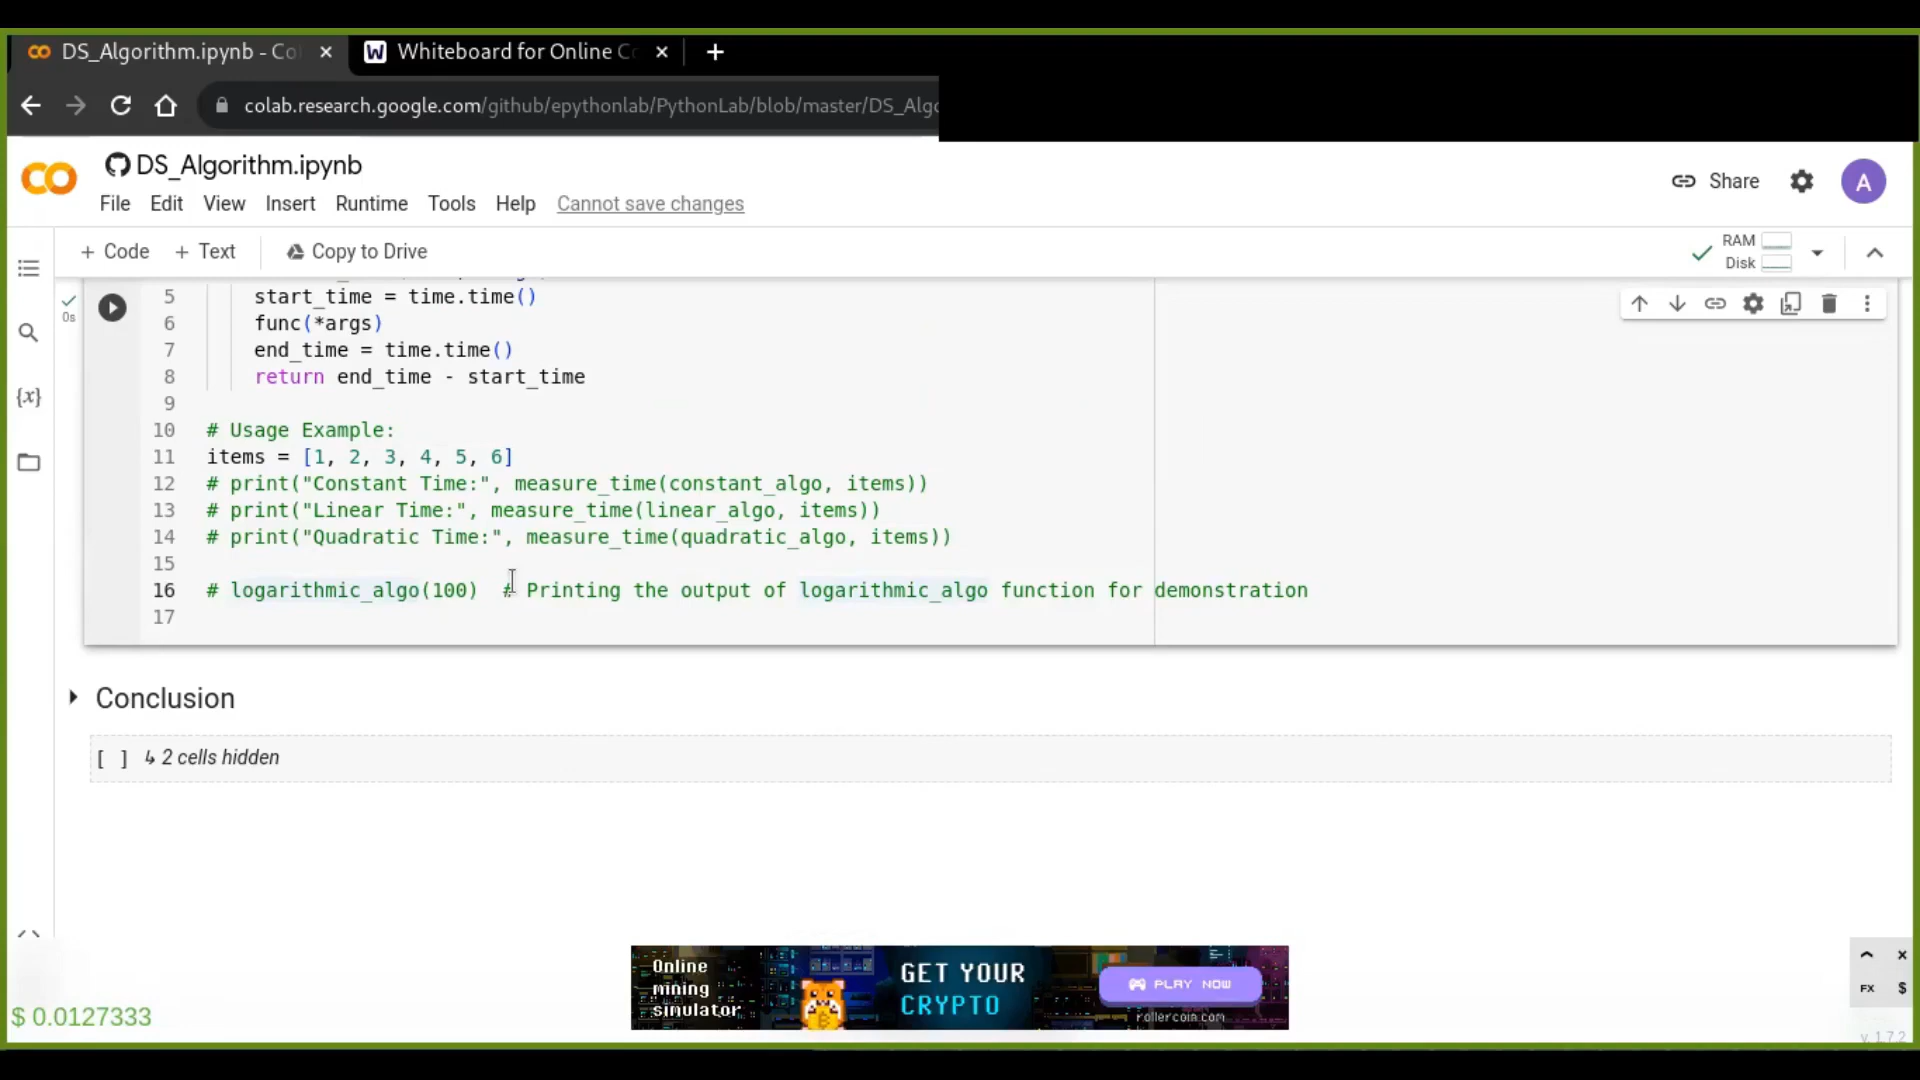 DS_Algorithm.ipynb - Co
Whiteboard for Online Co
colab.research.google.com/github/epythonlab/PythonLab/blob/master/DS_Algo
DS_Algorithm.ipynb
File Edit View Insert Runtime Tools Help Cannot save changes
Share
A
+ Code + Text Copy to Drive
RAM
Disk
0s
{x}
5 start_time = time.time()
6 func(*args)
7 end_time = time.time()
8 return end_time - start_time
9
10 # Usage Example:
11 items = [1, 2, 3, 4, 5, 6]
12 # print("Constant Time:", measure_time(constant_algo, items))
13 # print("Linear Time:", measure_time(linear_algo, items))
14 # print("Quadratic Time:", measure_time(quadratic_algo, items))
15
16 # logarithmic_algo(100)  # Printing the output of logarithmic_algo function for demonstration
17
Conclusion
[ ] ↳ 2 cells hidden
Online
mining
simulator
GET YOUR
CRYPTO
PLAY NOW
rollercoin.com
FX $
$ 0.0127333
v. 1.7.2